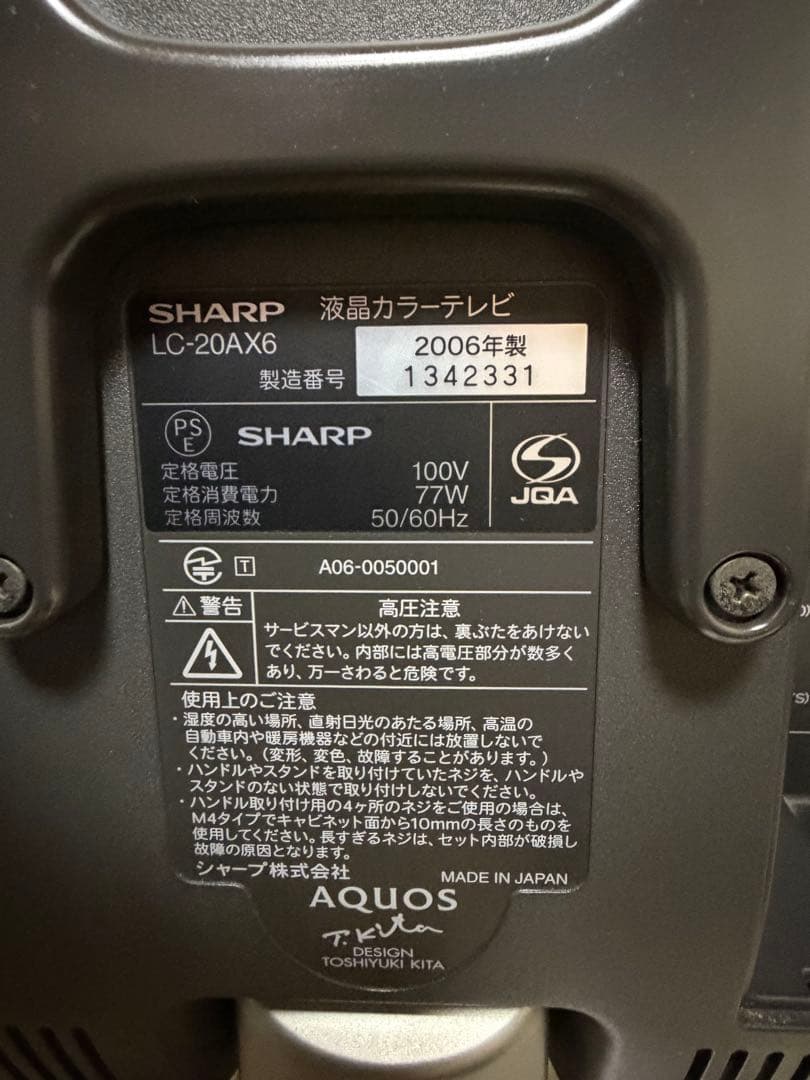 SHARP 液晶カラーテレビ
LC-20AX6
2006年製
製造番号 1342331
PS E SHARP
定格電圧 100V
定格消費電力 77W
定格周波数 50/60Hz
JQA
T A06-0050001
警告 高圧注意
サービスマン以外の方は、裏ぶたをあけない
でください。内部には高電圧部分が数多く
あり、万一さわると危険です。
使用上のご注意
・湿度の高い場所、直射日光のあたる場所、高温の
自動車内や暖房機器などの付近には放置しないで
ください。（変形、変色、故障することがあります。）
・ハンドルやスタンドを取り付けていたネジを、ハンドルや
スタンドのない状態で取り付けしないでください。
・ハンドル取り付け用の4ヶ所のネジをご使用の場合は、
M4タイプでキャビネット面から10mmの長さのものを
使用してください。長すぎるネジは、セット内部が破損し
故障の原因となります。
シャープ株式会社 MADE IN JAPAN
AQUOS
T. Kita
DESIGN
TOSHIYUKI KITA